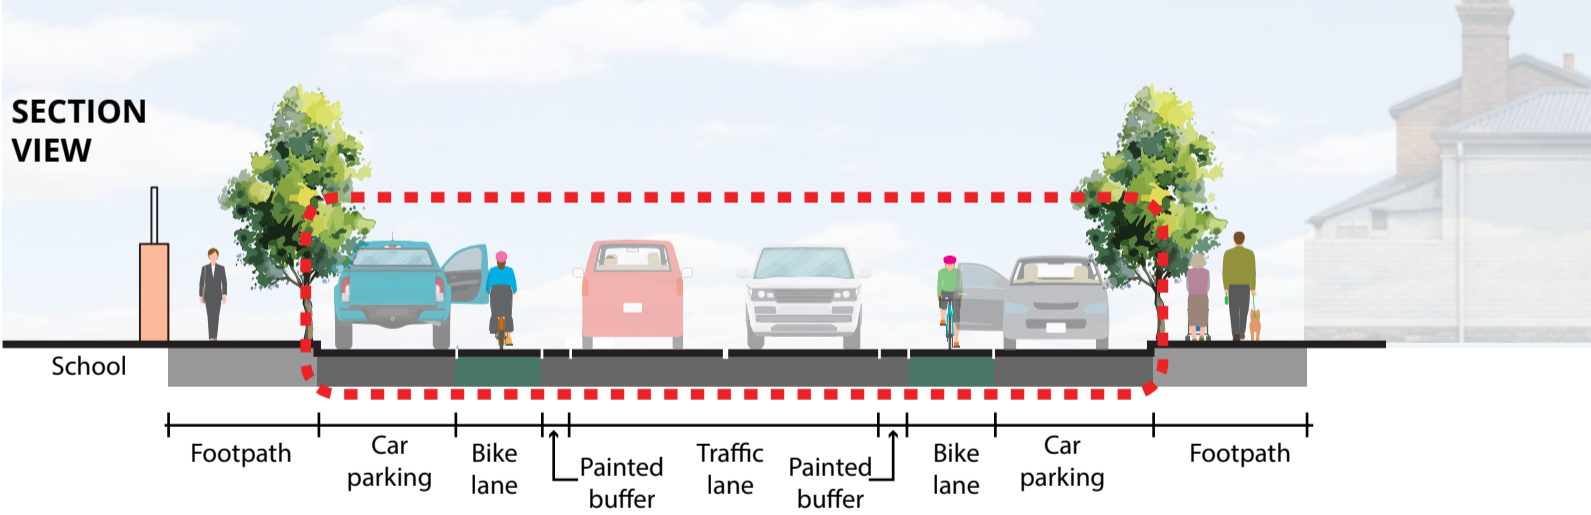 SECTION
VIEW
School
Footpath
Car
parking
Bike
lane
Painted
buffer
Traffic
lane
Painted
buffer
Bike
lane
Car
parking
Footpath